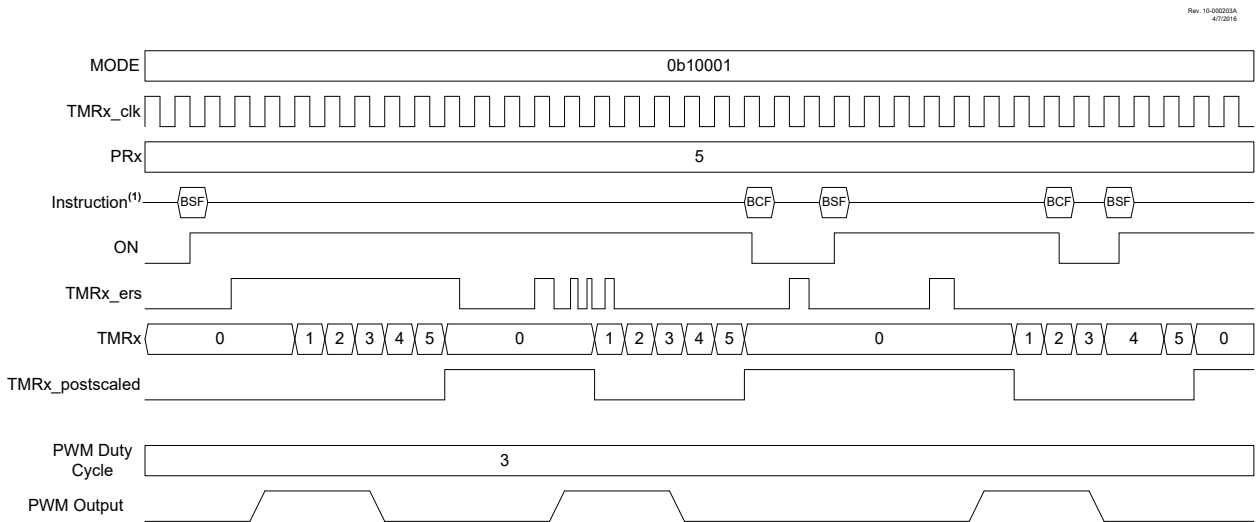 Rev. 10-000203A
4/7/2016
MODE 0b10001
TMRx_clk
PRx 5
Instruction(1) BSF BCF BSF BCF BSF
ON
TMRx_ers
TMRx 0 1 2 3 4 5 0 1 2 3 4 5 0 1 2 3 4 5 0
TMRx_postscaled
PWM Duty
Cycle 3
PWM Output